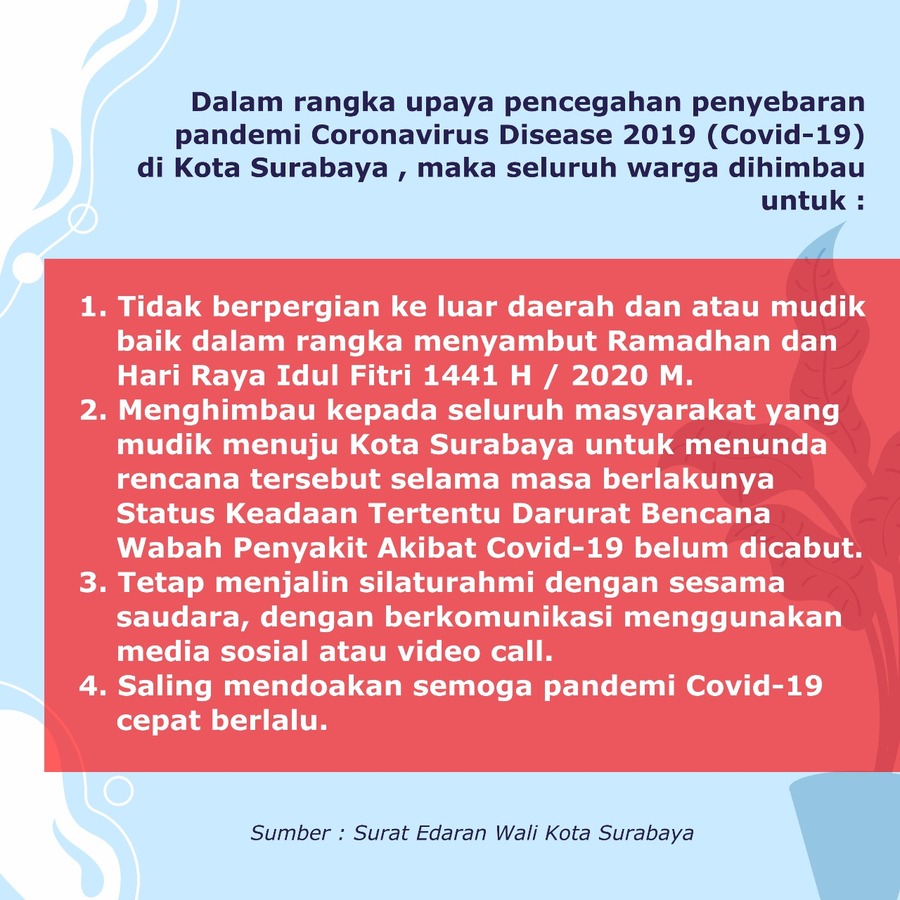 Dalam rangka upaya pencegahan penyebaran
pandemi Coronavirus Disease 2019 (Covid-19)
di Kota Surabaya , maka seluruh warga dihimbau
untuk :
1. Tidak berpergian ke luar daerah dan atau mudik
baik dalam rangka menyambut Ramadhan dan
Hari Raya Idul Fitri 1441 H / 2020 M.
2. Menghimbau kepada seluruh masyarakat yang
mudik menuju Kota Surabaya untuk menunda
rencana tersebut selama masa berlakunya
Status Keadaan Tertentu Darurat Bencana
Wabah Penyakit Akibat Covid-19 belum dicabut.
3. Tetap menjalin silaturahmi dengan sesama
saudara, dengan berkomunikasi menggunakan
media sosial atau video call.
4. Saling mendoakan semoga pandemi Covid-19
cepat berlalu.
Sumber : Surat Edaran Wali Kota Surabaya